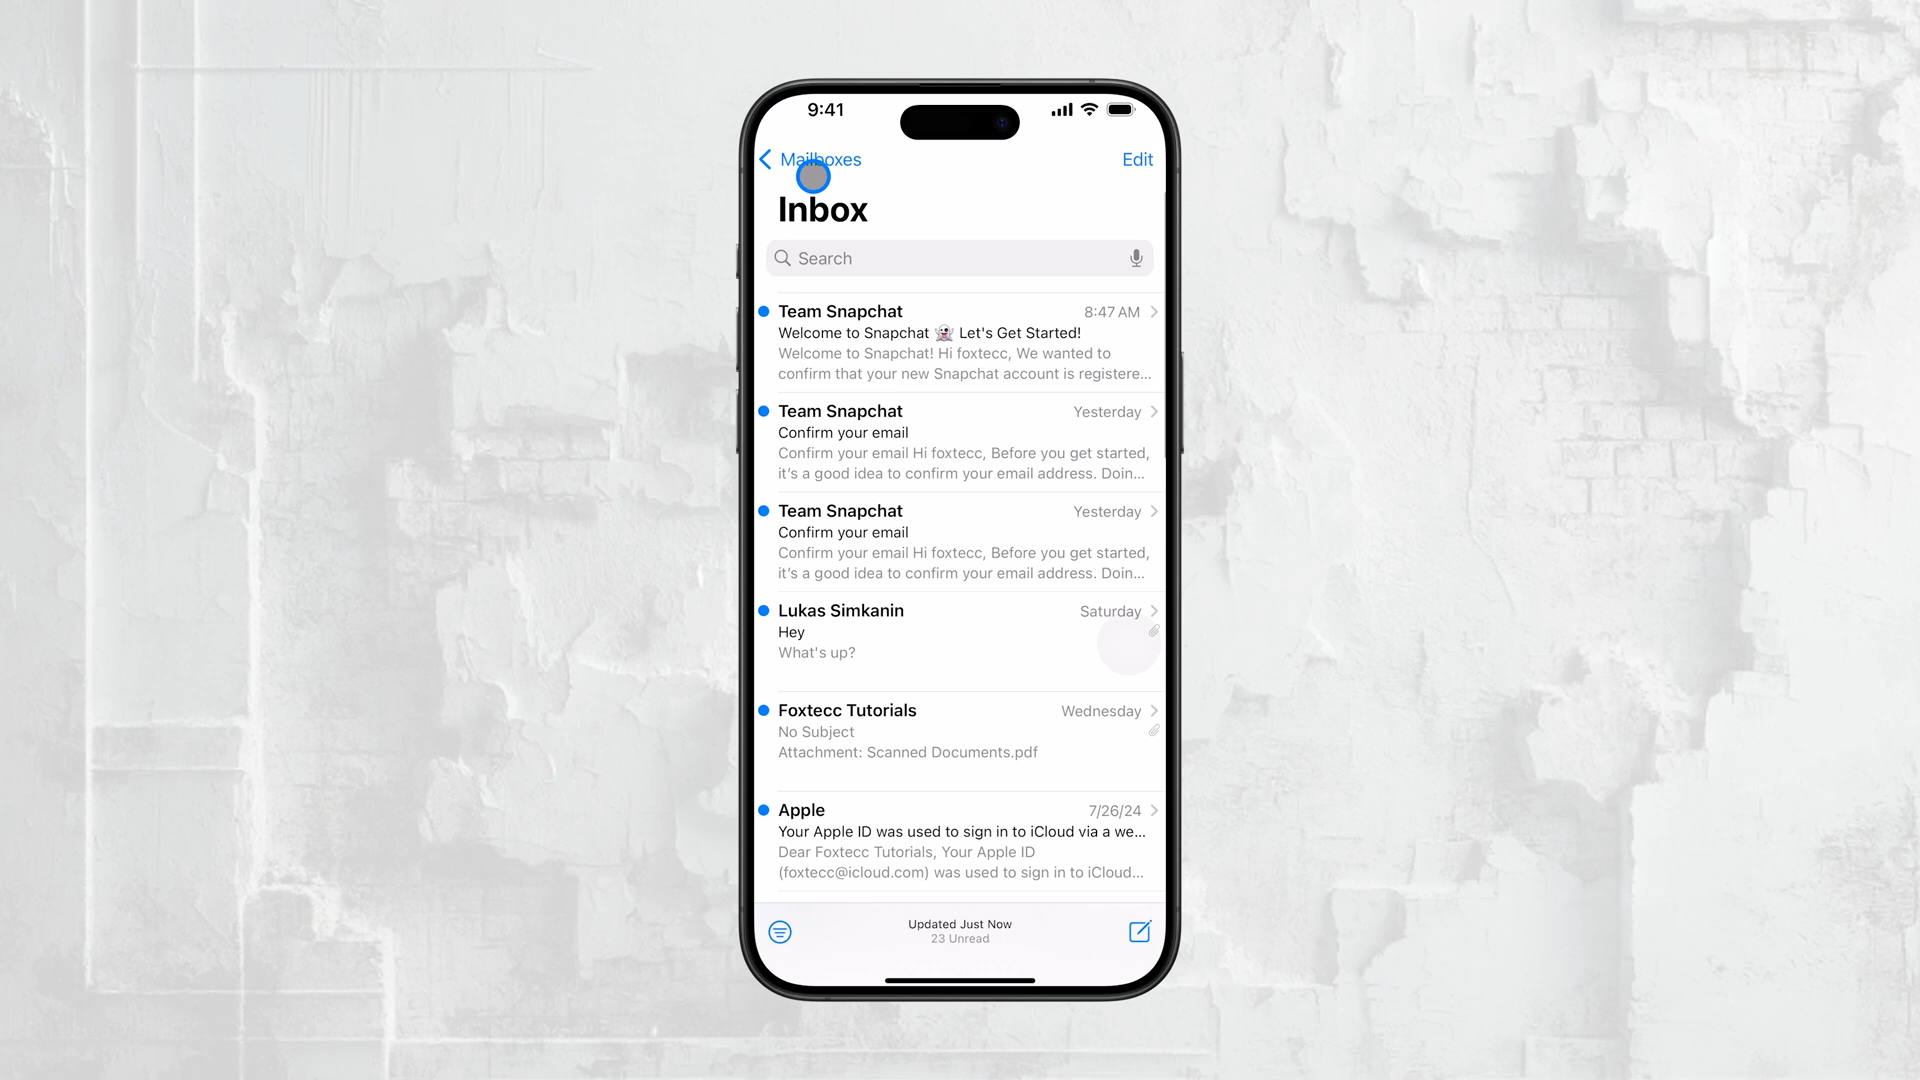 9:41
Mailboxes
Edit
Inbox
Search
Team Snapchat 8:47 AM
Welcome to Snapchat 👻 Let's Get Started!
Welcome to Snapchat! Hi foxtecc, We wanted to
confirm that your new Snapchat account is registere...
Team Snapchat Yesterday
Confirm your email
Confirm your email Hi foxtecc, Before you get started,
it's a good idea to confirm your email address. Doin...
Team Snapchat Yesterday
Confirm your email
Confirm your email Hi foxtecc, Before you get started,
it's a good idea to confirm your email address. Doin...
Lukas Simkanin Saturday
Hey
What's up?
Foxtecc Tutorials Wednesday
No Subject
Attachment: Scanned Documents.pdf
Apple 7/26/24
Your Apple ID was used to sign in to iCloud via a we...
Dear Foxtecc Tutorials, Your Apple ID
(foxtecc@icloud.com) was used to sign in to iCloud...
Updated Just Now
23 Unread